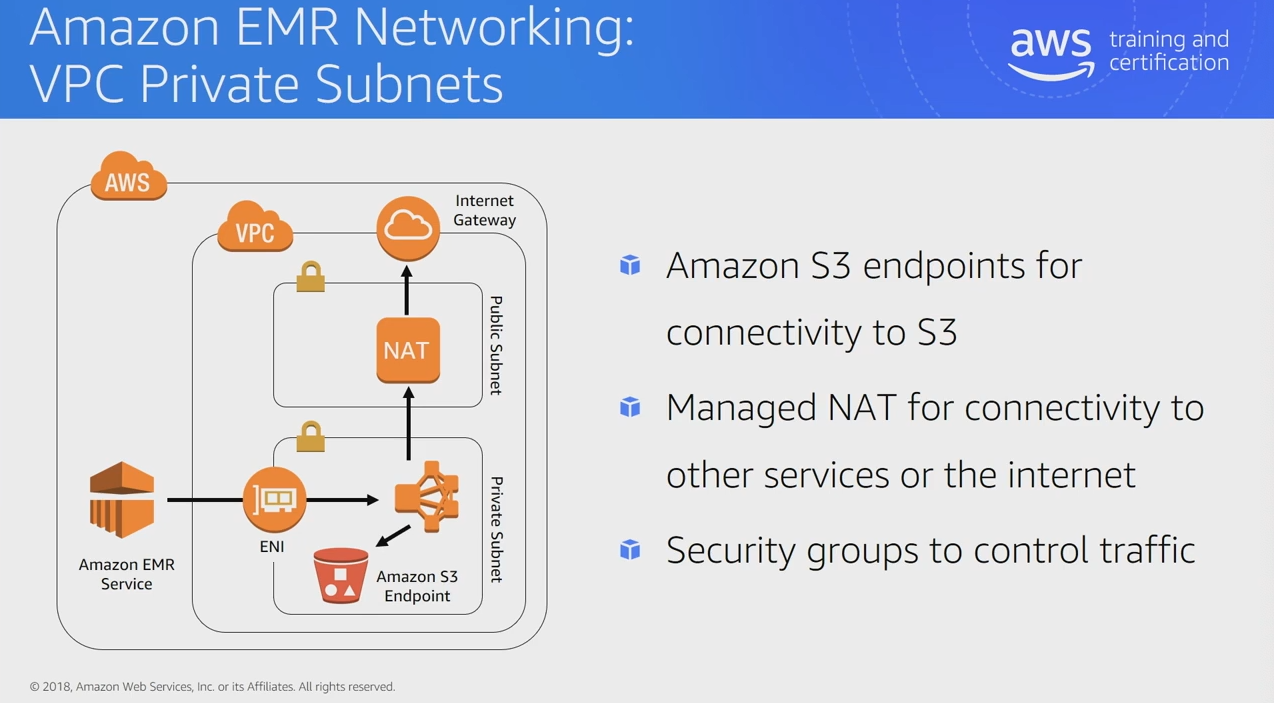 Amazon EMR Networking:
VPC Private Subnets
aws
training and
certification
AWS
VPC
Internet
Gateway
Public Subnet
NAT
Private Subnet
ENI
Amazon EMR
Service
Amazon S3
Endpoint
Amazon S3 endpoints for
connectivity to S3
Managed NAT for connectivity to
other services or the internet
Security groups to control traffic
© 2018, Amazon Web Services, Inc. or its Affiliates. All rights reserved.